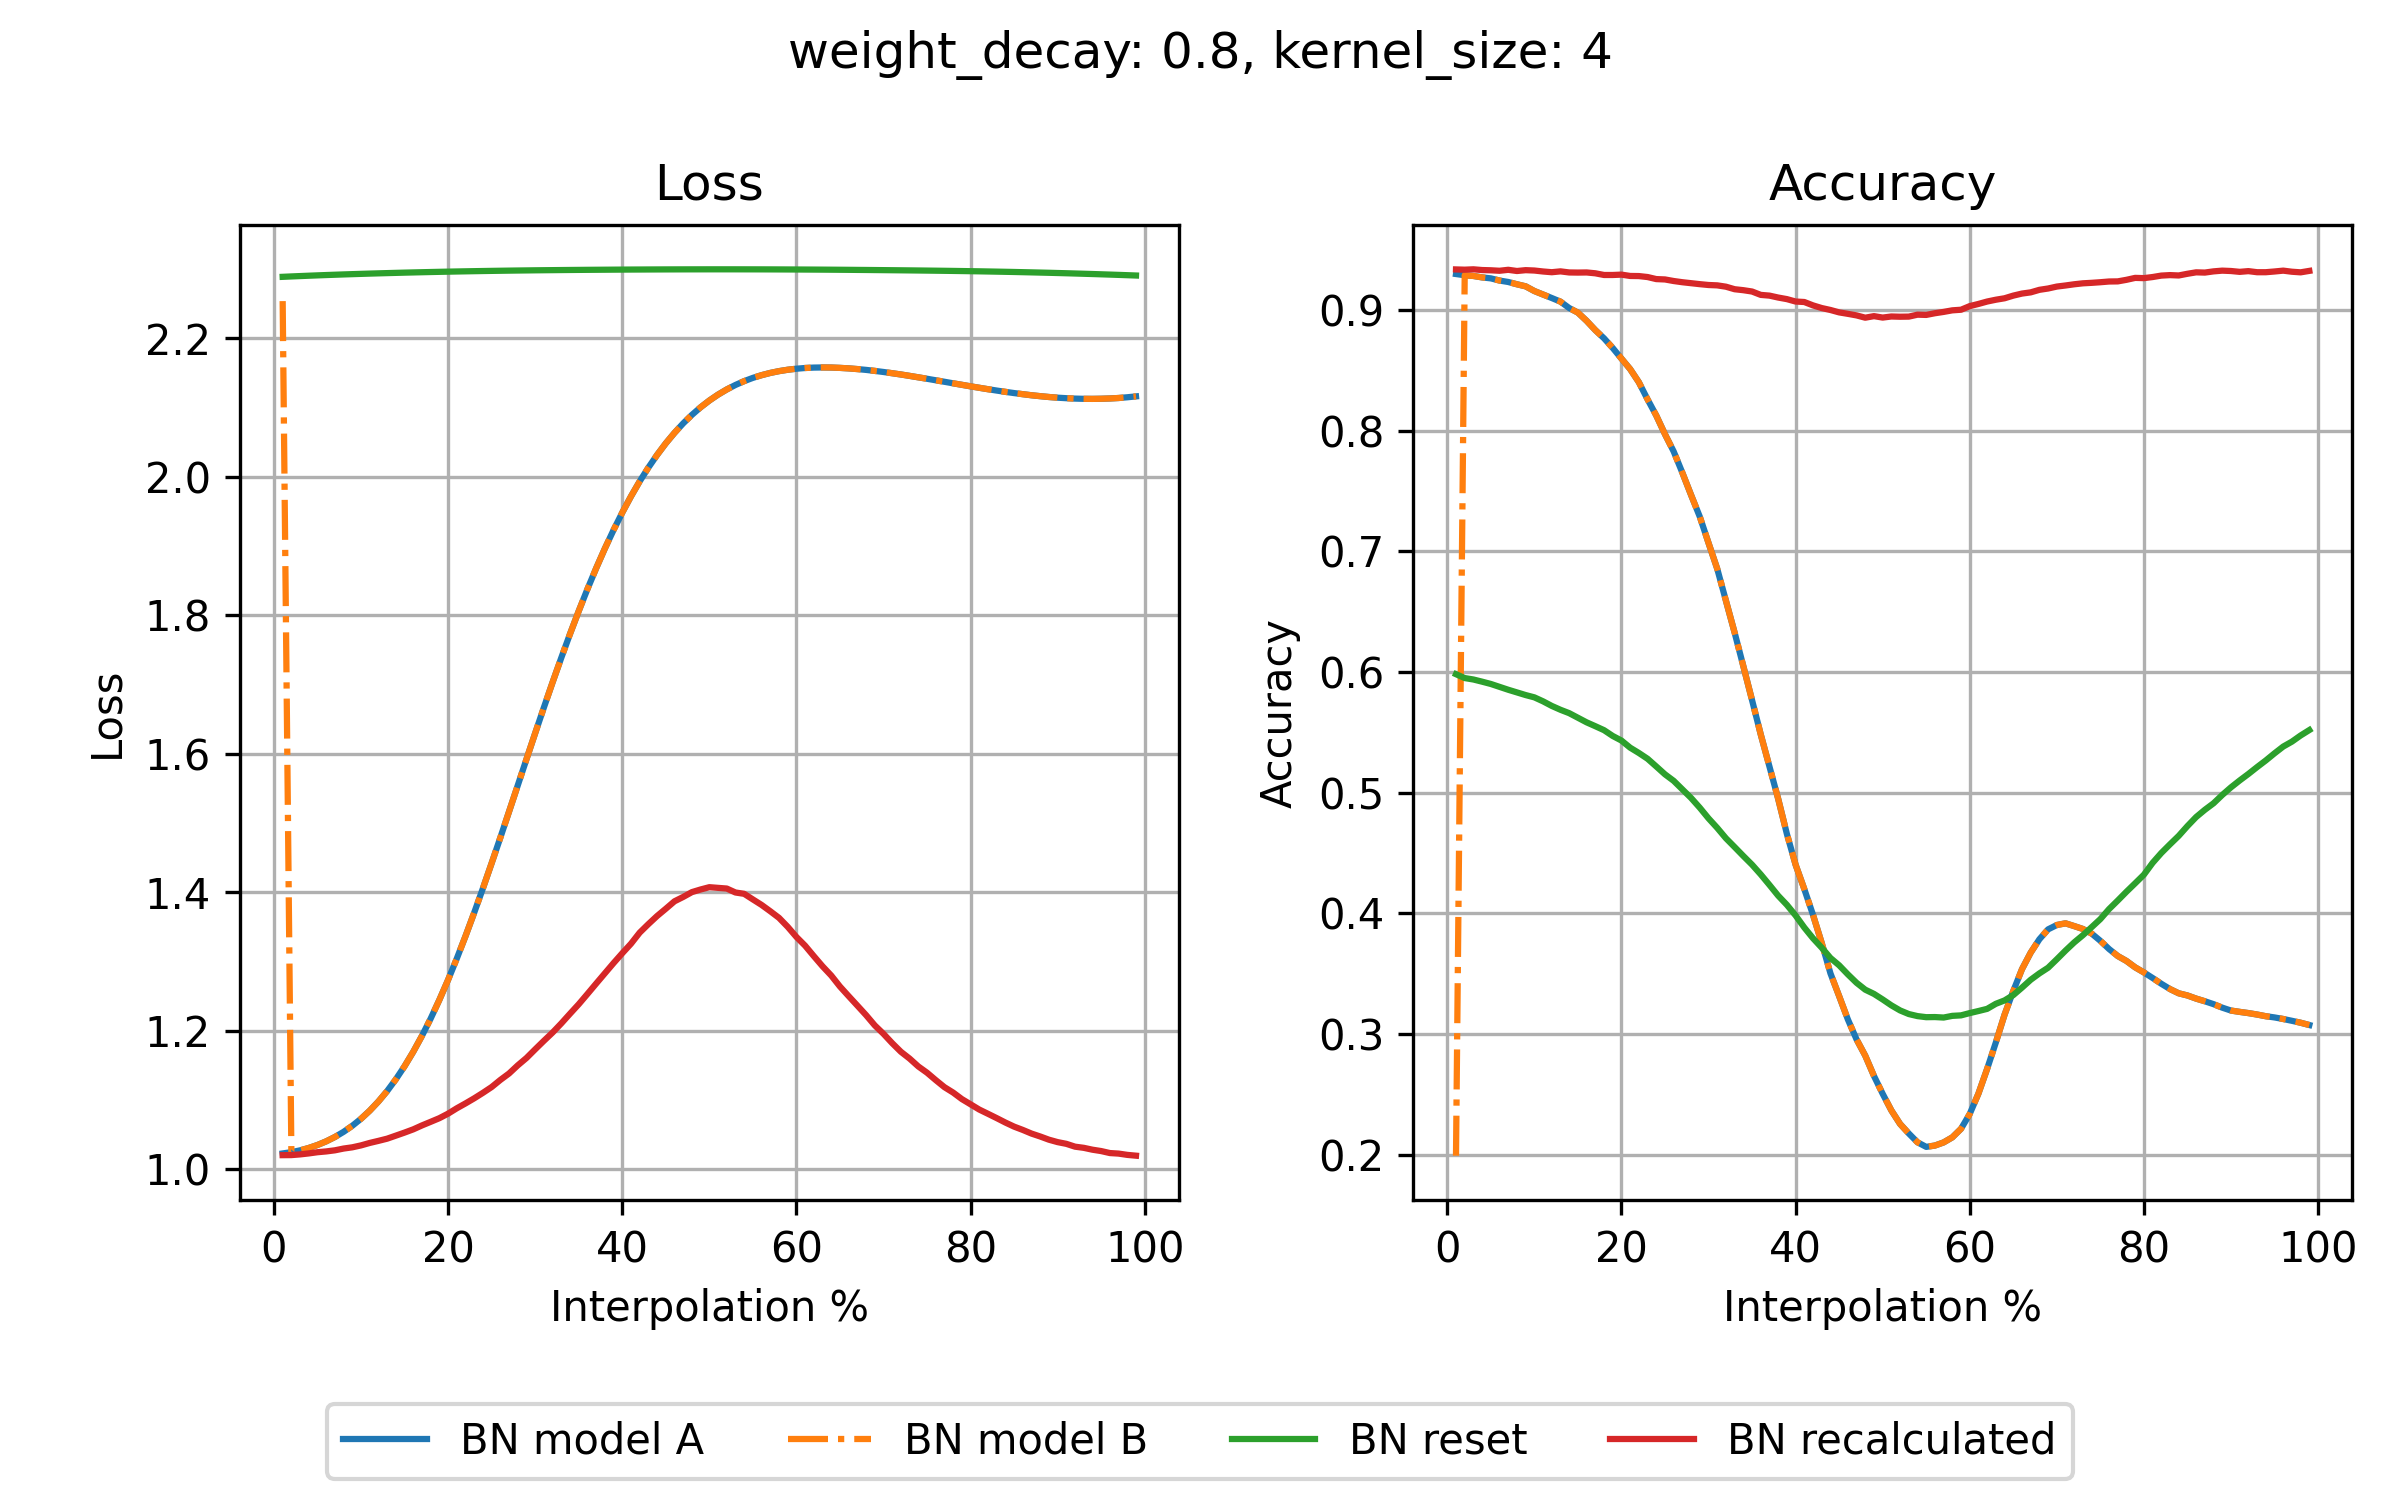 weight_decay: 0.8, kernel_size: 4
Loss
Loss
2.2
2.0
1.8
1.6
1.4
1.2
1.0
0 20 40 60 80 100
Interpolation %
Accuracy
Accuracy
0.9
0.8
0.7
0.6
0.5
0.4
0.3
0.2
0 20 40 60 80 100
Interpolation %
BN model A BN model B BN reset BN recalculated